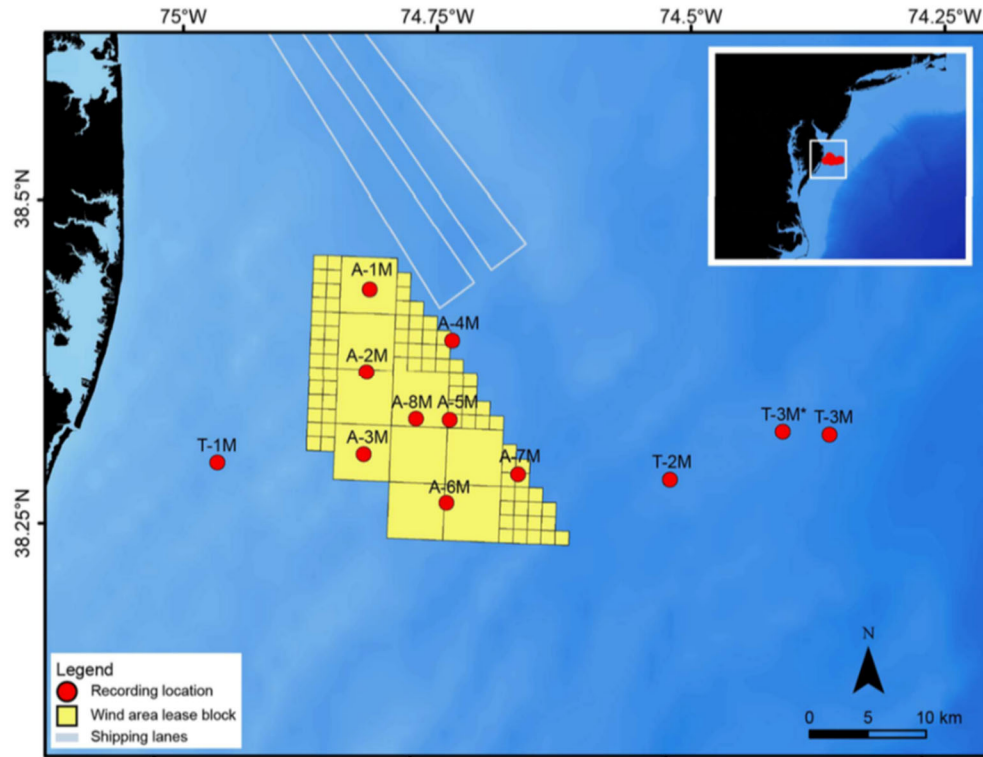 75°W
74.75°W
74.5°W
74.25°W
38.5°N
38.25°N
A-1M
A-4M
A-2M
A-8M
A-5M
A-3M
A-7M
A-6M
T-1M
T-2M
T-3M*
T-3M
Legend
Recording location
Wind area lease block
Shipping lanes
N
0 5 10 km